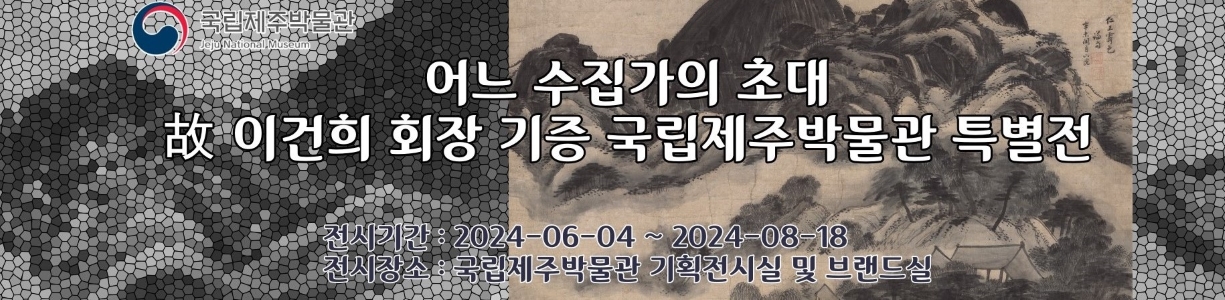 국립제주박물관
Jeju National Museum
어느 수집가의 초대
故 이건희 회장 기증 국립제주박물관 특별전
전시기간 : 2024-06-04 ~ 2024-08-18
전시장소 : 국립제주박물관 기획전시실 및 브랜드실